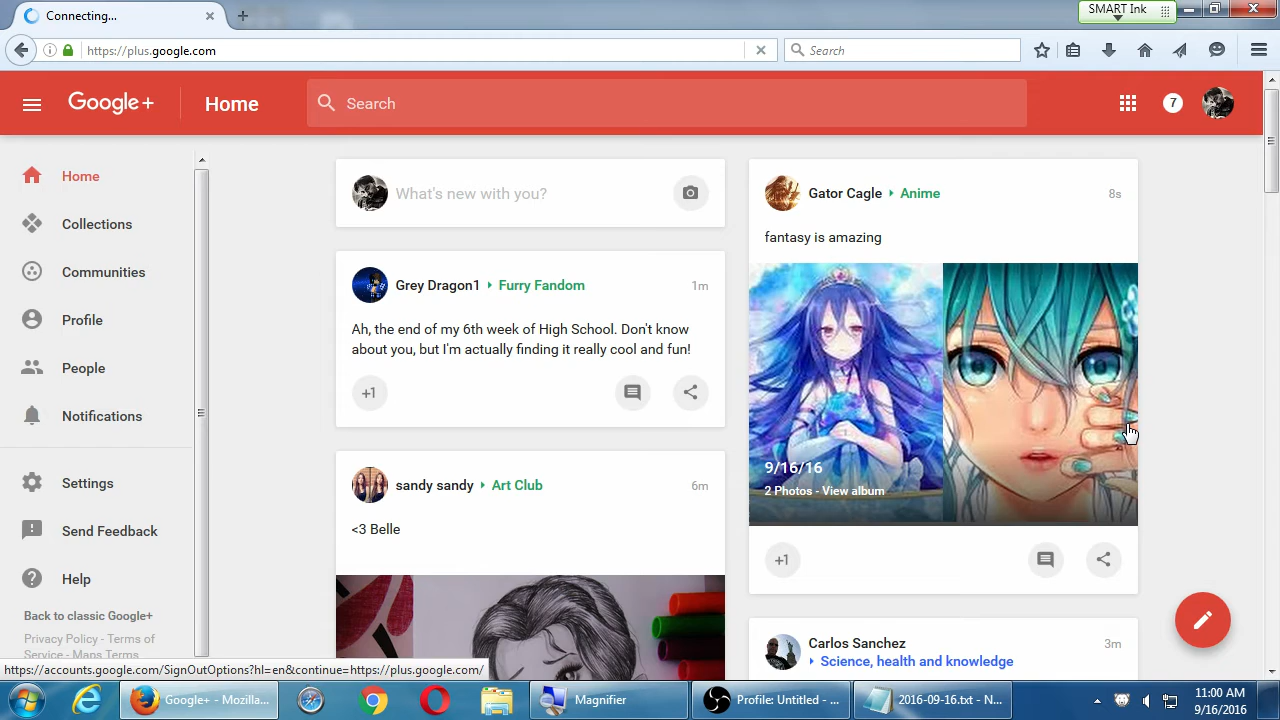 Connecting...
SMART Ink
https://plus.google.com
Search
Google+
Home
Search
7
Home
Collections
Communities
Profile
People
Notifications
Settings
Send Feedback
Help
Back to classic Google+
Privacy Policy - Terms of
Service - Maps Terms
What's new with you?
Grey Dragon1 Furry Fandom 1m
Ah, the end of my 6th week of High School. Don't know
about you, but I'm actually finding it really cool and fun!
+1
sandy sandy Art Club 6m
<3 Belle
Gator Cagle Anime 8s
fantasy is amazing
9/16/16
2 Photos - View album
+1
Carlos Sanchez 3m
Science, health and knowledge
https://accounts.google.com/SignOutOptions?hl=en&continue=https://plus.google.com/
Google+ - Mozilla...
Magnifier
Profile: Untitled - ...
2016-09-16.txt - N...
11:00 AM
9/16/2016